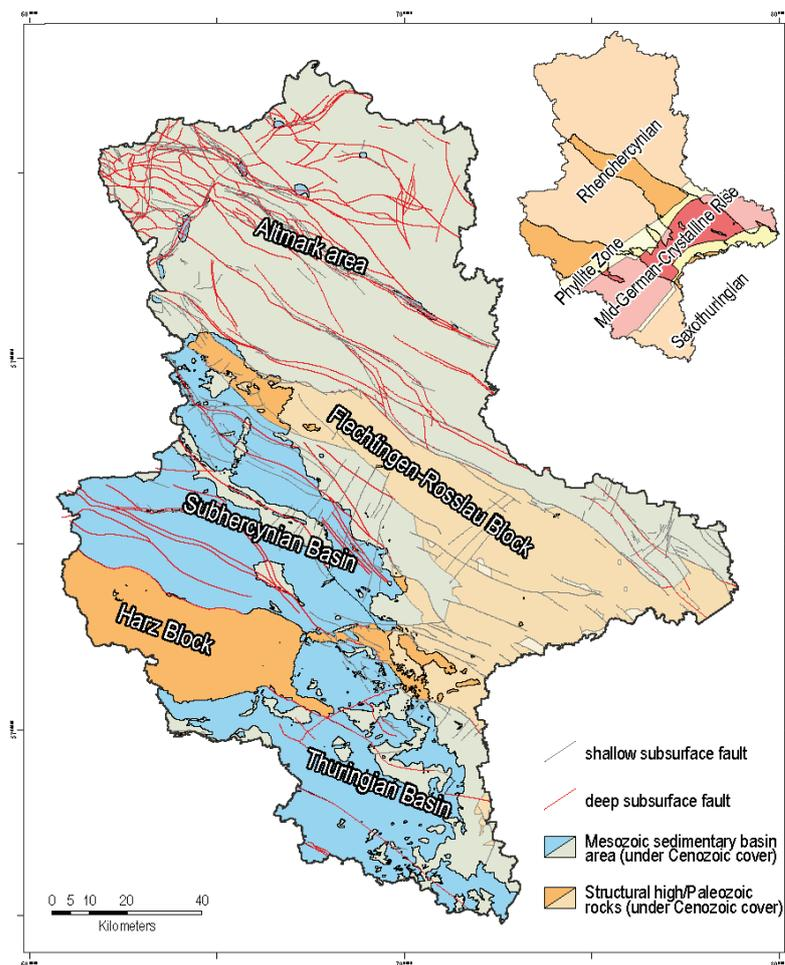 Rhenohercynian
Phyllite Zone
Mid-German Crystalline Rise
Saxothuringian
Altmark area
Flechtingen-Rosslau Block
Subhercynian Basin
Harz Block
Thuringian Basin
shallow subsurface fault
deep subsurface fault
Mesozoic sedimentary basin
area (under Cenozoic cover)
Structural high/Paleozoic
rocks (under Cenozoic cover)
0 5 10 20 40
Kilometers